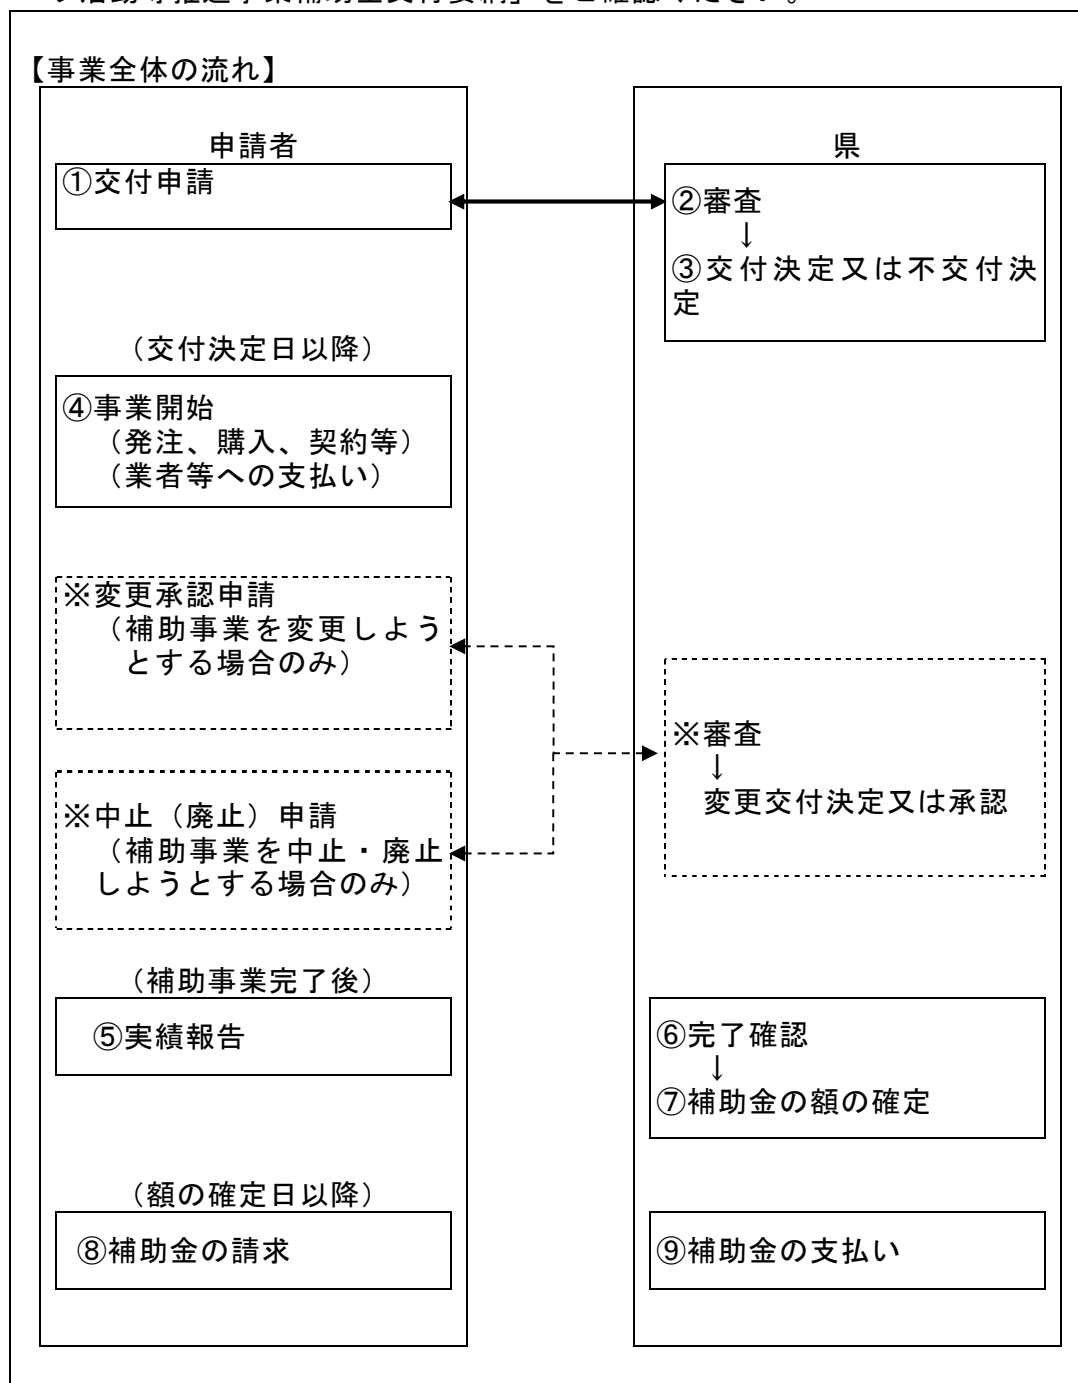 【事業全体の流れ】
申請者
①交付申請
県
②審査
↓
③交付決定又は不交付決
定
（交付決定日以降）
④事業開始
（発注、購入、契約等）
（業者等への支払い）
※変更承認申請
（補助事業を変更しよう
とする場合のみ）
※審査
↓
変更交付決定又は承認
※中止（廃止）申請
（補助事業を中止・廃止
しようとする場合のみ）
（補助事業完了後）
⑤実績報告
⑥完了確認
↓
⑦補助金の額の確定
（額の確定日以降）
⑧補助金の請求
⑨補助金の支払い